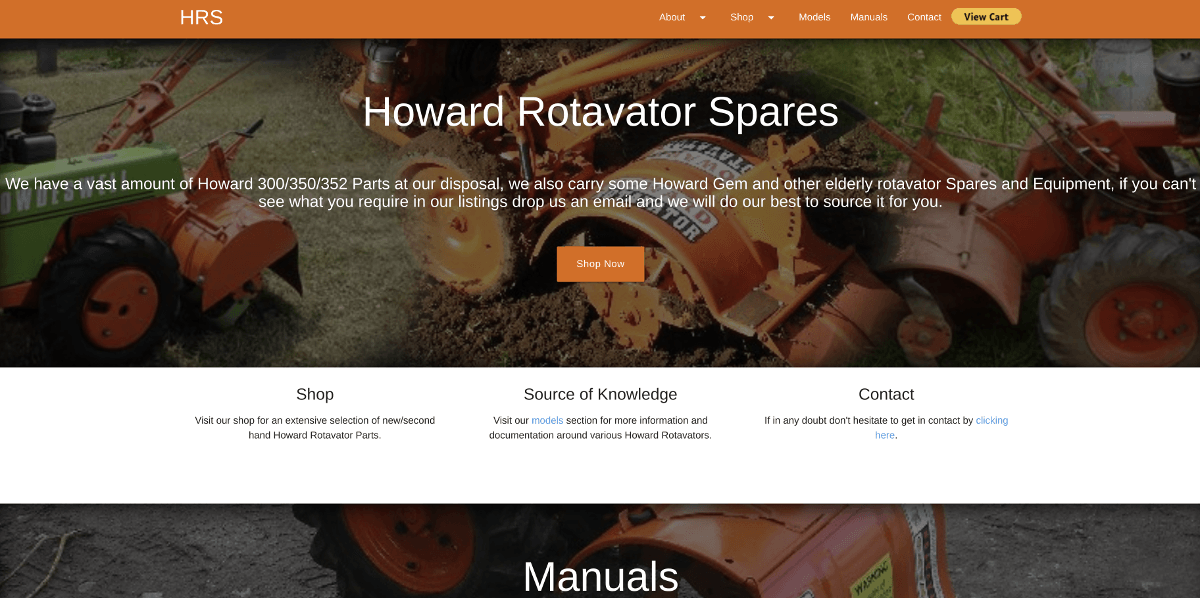 HRS
About
Shop
Models
Manuals
Contact
View Cart
Howard Rotavator Spares
We have a vast amount of Howard 300/350/352 Parts at our disposal, we also carry some Howard Gem and other elderly rotavator Spares and Equipment, if you can't
see what you require in our listings drop us an email and we will do our best to source it for you.
Shop Now
Shop
Visit our shop for an extensive selection of new/second
hand Howard Rotavator Parts.
Source of Knowledge
Visit our models section for more information and
documentation around various Howard Rotavators.
Contact
If in any doubt don't hesitate to get in contact by clicking
here.
Manuals